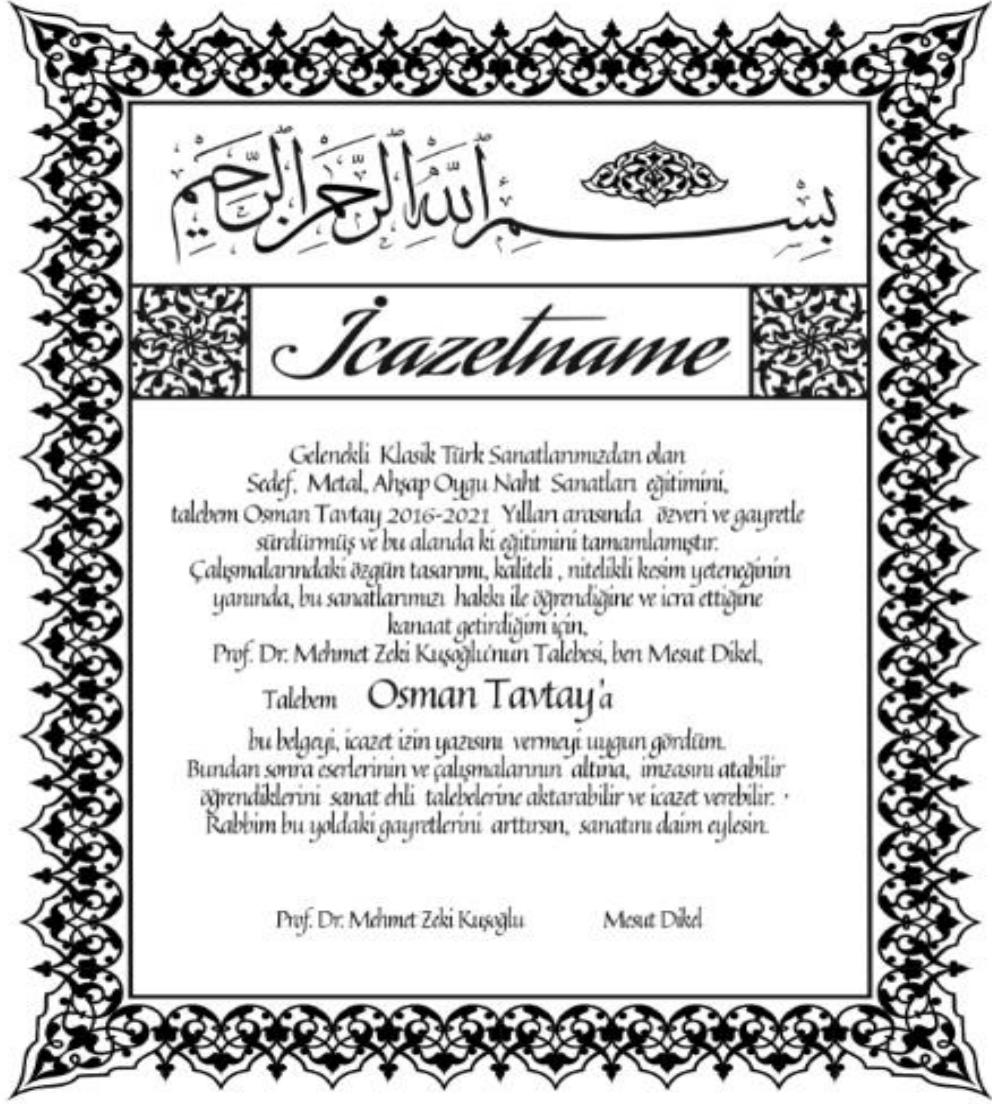 بِسْمِ اللهِ الرَّحْمٰنِ الرَّحِيْمِ
İcazetname
Gelenekli Klasik Türk Sanatlarımızdan olan
Sedef, Metal, Ahşap Oygu Naht Sanatları eğitimini,
talebem Osman Tavtay 2016-2021 Yılları arasında özveri ve gayretle
sürdürmüş ve bu alanda ki eğitimini tamamlamıştır.
Çalışmalarındaki özgün tasarımı, kaliteli , nitelikli kesim yeteneğinin
yanında, bu sanatlarımızı hakkı ile öğrendiğine ve icra ettiğine
kanaat getirdiğim için,
Prof. Dr. Mehmet Zeki Kuşoğlu'nun Talebesi, ben Mesut Dikel,
Talebem Osman Tavtay'a
bu belgeyi, icazet izin yazısını vermeyi uygun gördüm.
Bundan sonra eserlerinin ve çalışmalarının altına, imzasını atabilir
öğrendiklerini sanat ehli talebelerine aktarabilir ve icazet verebilir. ·
Rabbim bu yoldaki gayretlerini arttırsın, sanatını daim eylesin.
Prof. Dr. Mehmet Zeki Kuşoğlu Mesut Dikel